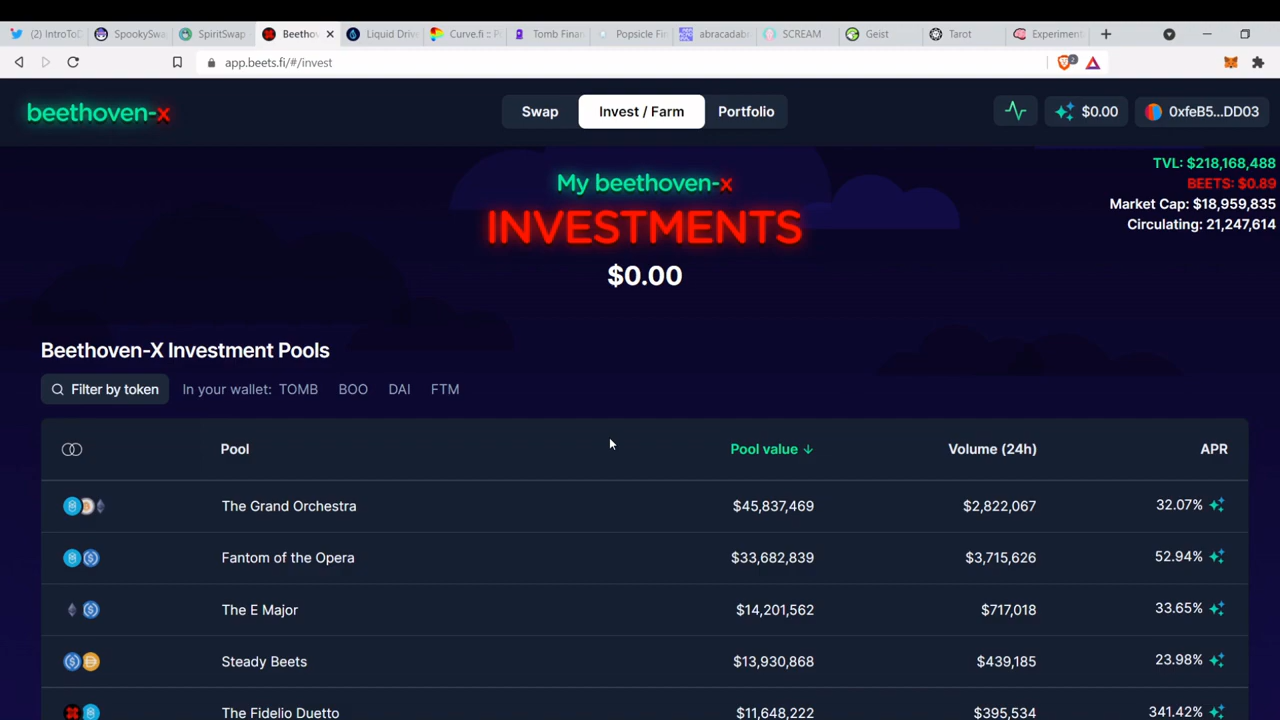 (2) IntroToD
SpookySwa
SpiritSwap
Beethov
Liquid Drive
Curve.fi :: P
Tomb Finan
Popsicle Fin
abracadabr
SCREAM
Geist
Tarot
Experiment
app.beets.fi/#/invest
2
beethoven-x
Swap
Invest / Farm
Portfolio
$0.00
0xfeB5...DD03
TVL: $218,168,488
BEETS: $0.89
Market Cap: $18,959,835
Circulating: 21,247,614
My beethoven-x
INVESTMENTS
$0.00
Beethoven-X Investment Pools
Filter by token
In your wallet: TOMB BOO DAI FTM
Pool Pool value ↓ Volume (24h) APR
The Grand Orchestra $45,837,469 $2,822,067 32.07%
Fantom of the Opera $33,682,839 $3,715,626 52.94%
The E Major $14,201,562 $717,018 33.65%
Steady Beets $13,930,868 $439,185 23.98%
The Fidelio Duetto $11,648,222 $395,534 341.42%